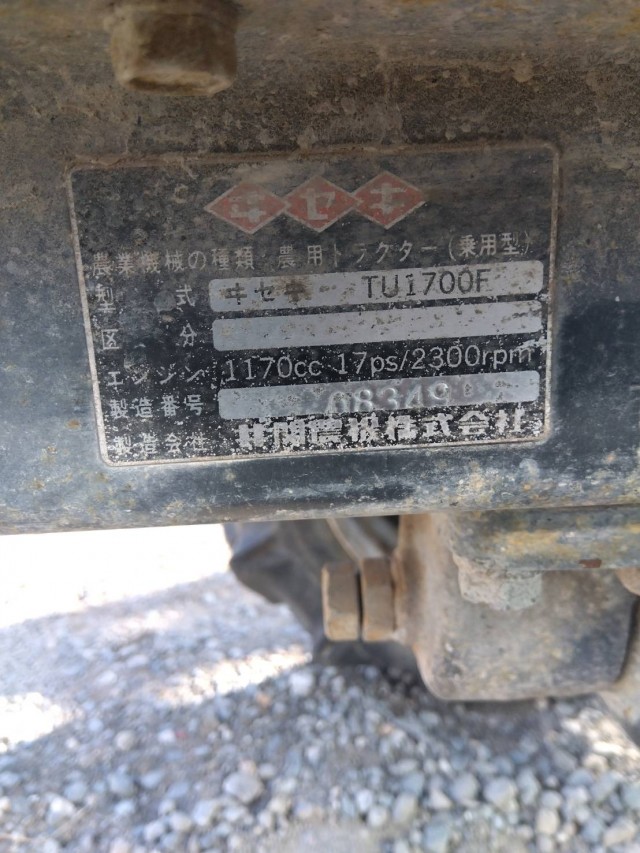 ヰセキ
農業機械の種類 農用トラクター(乗用型)
型式 ヰセキ TU1700F
区分
エンジン 1170cc 17ps/2300rpm
製造番号 68349
製造会社 井関農機株式会社